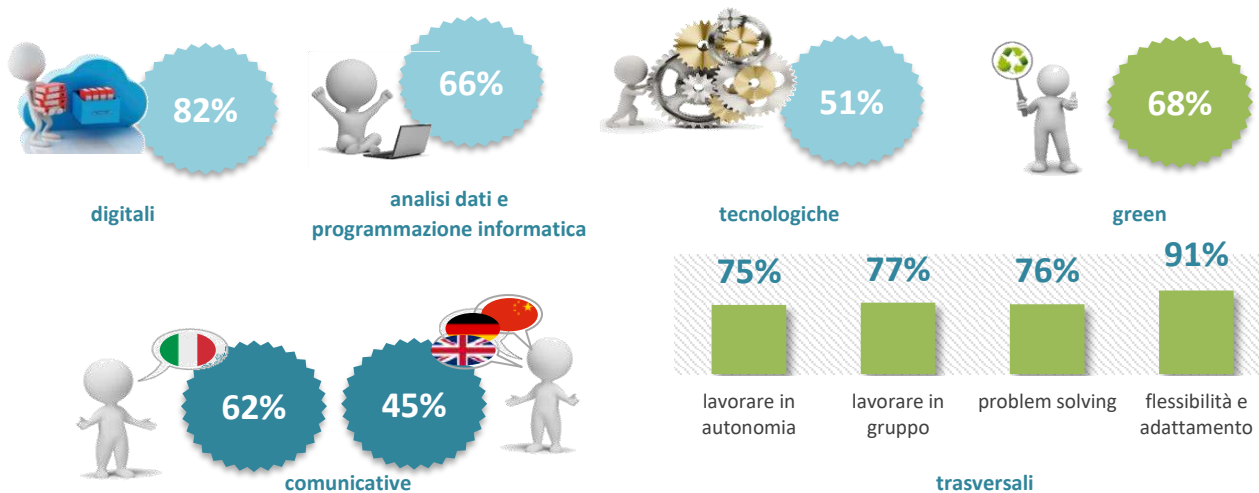 82%
66%
51%
68%
digitali
analisi dati e
programmazione informatica
tecnologiche
green
62%
45%
comunicative
75%
77%
76%
91%
lavorare in
autonomia
lavorare in
gruppo
problem solving
flessibilità e
adattamento
trasversali